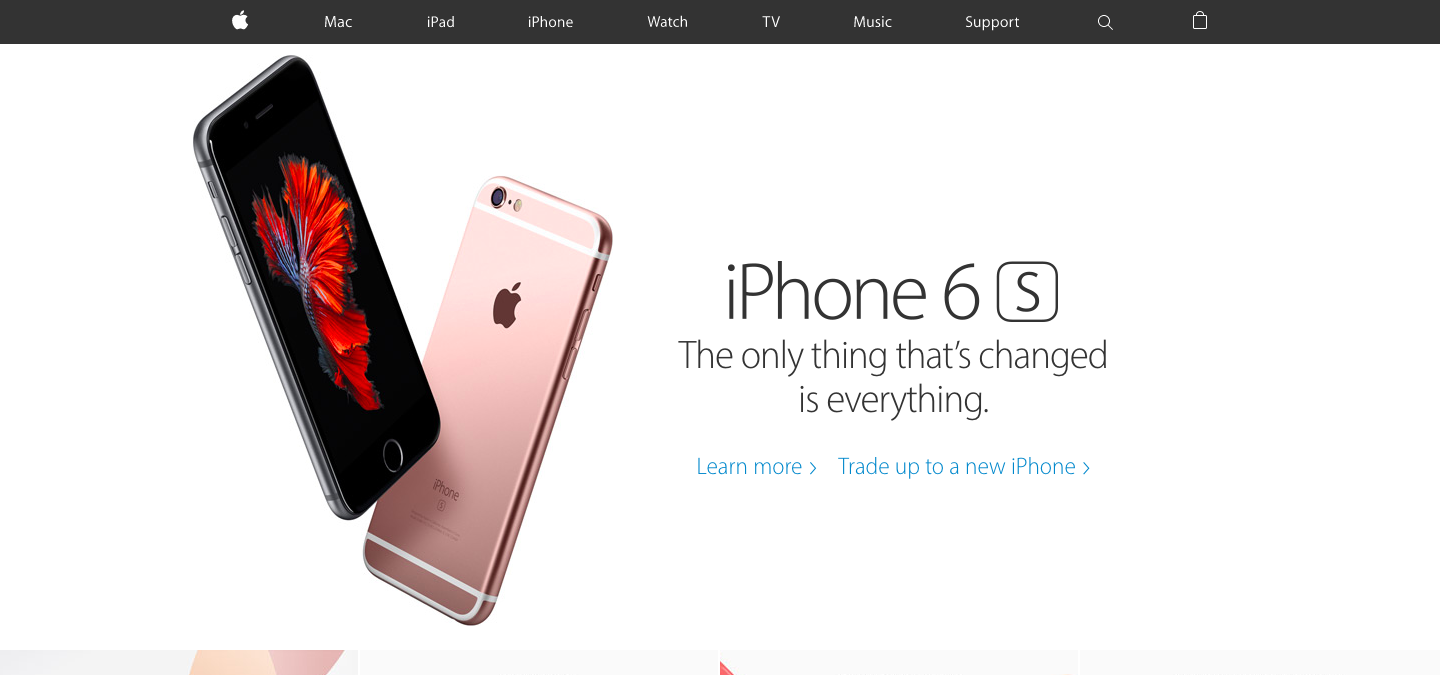 Mac iPad iPhone Watch TV Music Support
iPhone 6 S
The only thing that's changed
is everything.
Learn more › Trade up to a new iPhone ›
iPhone
S